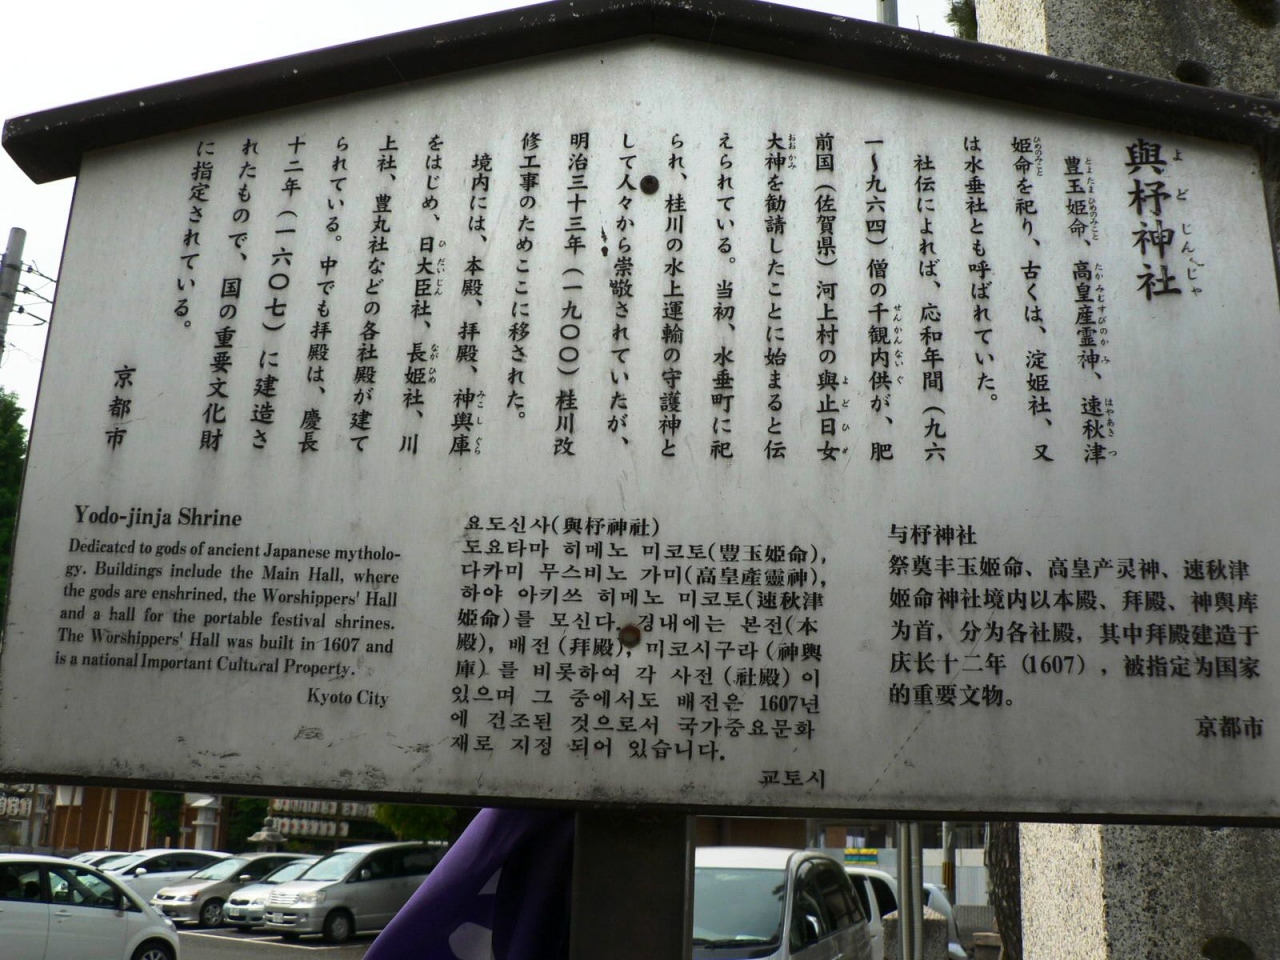 與杼神社
豊玉姫命、高皇産霊神、速秋津
姫命を祀り、古くは、淀姫社、又
は水垂社とも呼ばれていた。
社伝によれば、応和年間（九六
一〜九六四）僧の千観内供が、肥
前国（佐賀県）河上村の與止日女
大神を勧請したことに始まると伝
えられている。当初、水垂町に祀
られ、桂川の水上運輸の守護神と
して人々から崇敬されていたが、
明治三十三年（一九〇〇）桂川改
修工事のためここに移された。
境内には、本殿、拝殿、神輿庫
をはじめ、日大臣社、長姫社、川
上社、豊丸社などの各社殿が建て
られている。中でも拝殿は、慶長
十二年（一六〇七）に建造さ
れたもので、国の重要文化財
に指定されている。
京都市
Yodo-jinja Shrine
Dedicated to gods of ancient Japanese mytholo-
gy. Buildings include the Main Hall, where
the gods are enshrined, the Worshippers' Hall
and a hall for the portable festival shrines.
The Worshippers' Hall was built in 1607 and
is a national Important Cultural Property.
Kyoto City
요도신사(與杼神社)
도요타마 히메노 미코토(豊玉姫命),
다카미 무스비노 가미(高皇産靈神),
하야 아키쓰 히메노 미코토(速秋津
姫命)를 모신다. 경내에는 본전(本
殿), 배전(拜殿), 미코시구라(神輿
庫) 를 비롯하여 각 사전(社殿)이
있으며 그 중에서도 배전은 1607년
에 건조된 것으로서 국가중요문화
재로 지정 되어 있습니다.
교토시
与杼神社
祭奠丰玉姬命、高皇产灵神、速秋津
姬命神社境内以本殿、拜殿、神舆库
为首，分为各社殿，其中拜殿建造于
庆长十二年（1607），被指定为国家
的重要文物。
京都市